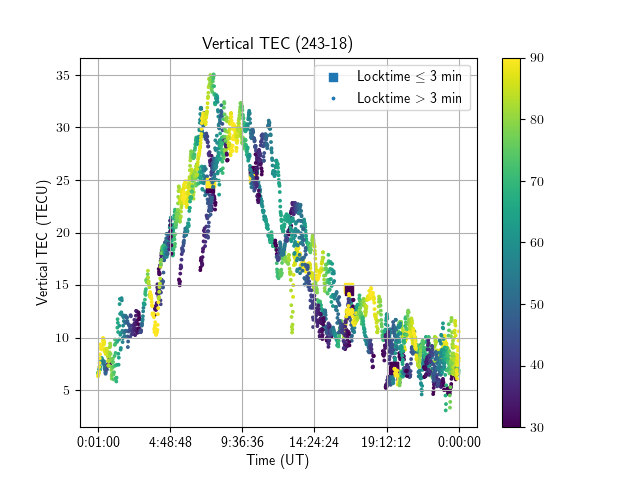 Vertical TEC (243-18)
Locktime ≤ 3 min
Locktime > 3 min
Vertical TEC (TECU)
35
30
25
20
15
10
5
0:01:00 4:48:48 9:36:36 14:24:24 19:12:12 0:00:00
Time (UT)
90
80
70
60
50
40
30